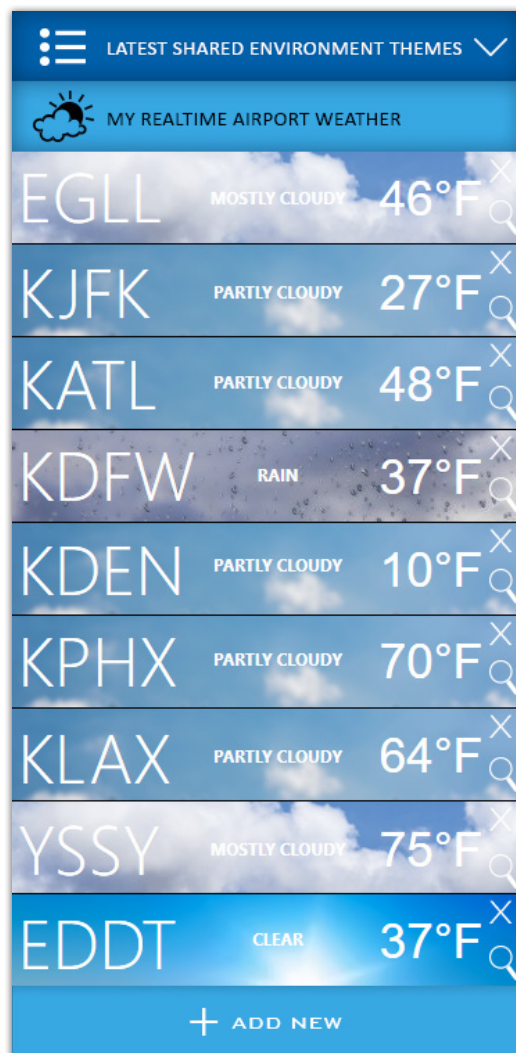 LATEST SHARED ENVIRONMENT THEMES
MY REALTIME AIRPORT WEATHER
EGLL MOSTLY CLOUDY 46°F
KJFK PARTLY CLOUDY 27°F
KATL PARTLY CLOUDY 48°F
KDFW RAIN 37°F
KDEN PARTLY CLOUDY 10°F
KPHX PARTLY CLOUDY 70°F
KLAX PARTLY CLOUDY 64°F
YSSY MOSTLY CLOUDY 75°F
EDDT CLEAR 37°F
+ ADD NEW